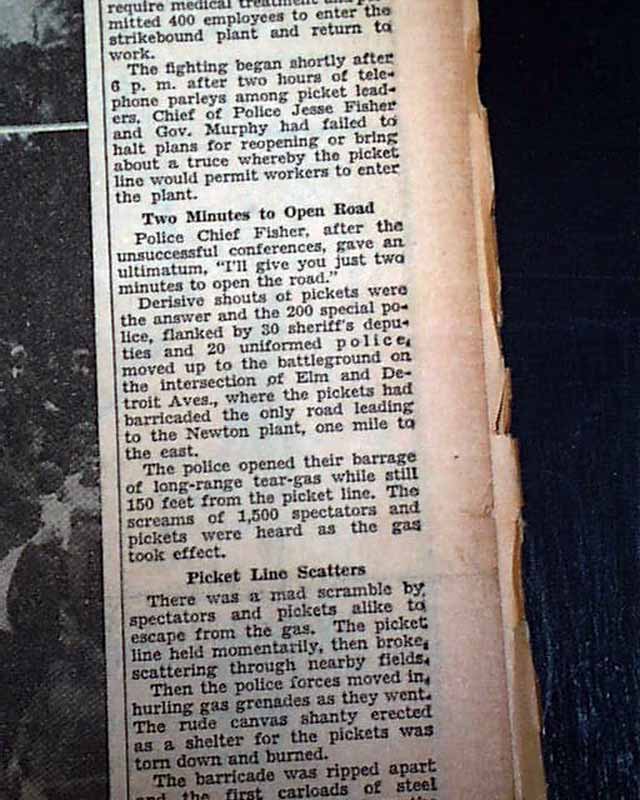 require medical treatment and per-
mitted 400 employees to enter the
strikebound plant and return to
work.
The fighting began shortly after
6 p. m. after two hours of tele-
phone parleys among picket lead-
ers, Chief of Police Jesse Fisher
and Gov. Murphy had failed to
halt plans for reopening or bring
about a truce whereby the picket
line would permit workers to enter
the plant.
Two Minutes to Open Road
Police Chief Fisher, after the
unsuccessful conferences, gave an
ultimatum, "I'll give you just two
minutes to open the road."
Derisive shouts of pickets were
the answer and the 200 special po-
lice, flanked by 30 sheriff's depu-
ties and 20 uniformed police,
moved up to the battleground on
the intersection of Elm and De-
troit Aves., where the pickets had
barricaded the only road leading
to the Newton plant, one mile to
the east.
The police opened their barrage
of long-range tear-gas while still
150 feet from the picket line. The
screams of 1,500 spectators and
pickets were heard as the gas
took effect.
Picket Line Scatters
There was a mad scramble by
spectators and pickets alike to
escape from the gas. The picket
line held momentarily, then broke,
scattering through nearby fields.
Then the police forces moved in,
hurling gas grenades as they went.
The rude canvas shanty erected
as a shelter for the pickets was
torn down and burned.
The barricade was ripped apart
and the first carloads of steel